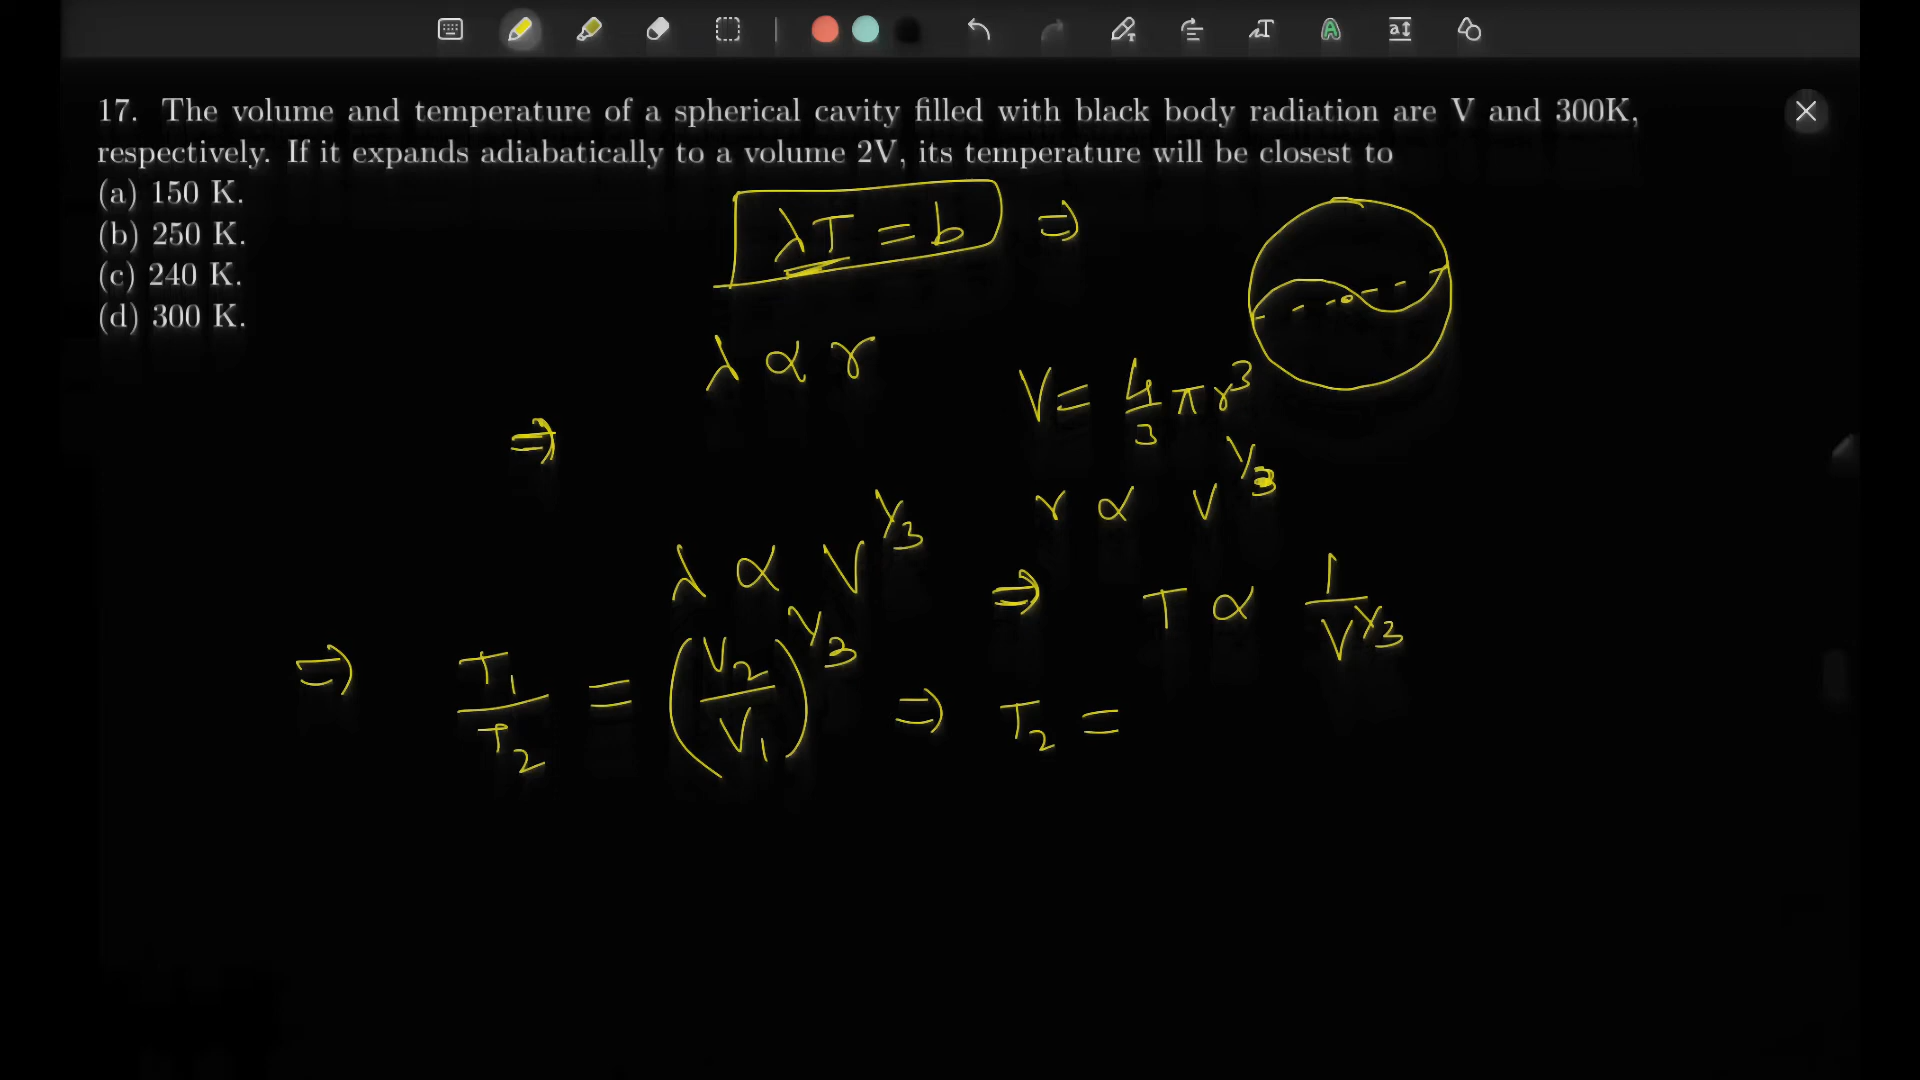 17. The volume and temperature of a spherical cavity filled with black body radiation are V and 300K,
respectively. If it expands adiabatically to a volume 2V, its temperature will be closest to
(a) 150 K.
(b) 250 K.
(c) 240 K.
(d) 300 K.
λT = b ⇒
λ ∝ r
V = 4/3 π r^3
⇒
r ∝ V^1/3
λ ∝ V^1/3 ⇒ T ∝ 1/V^1/3
⇒ T₁/T₂ = (V₂/V₁)^1/3 ⇒ T₂ =